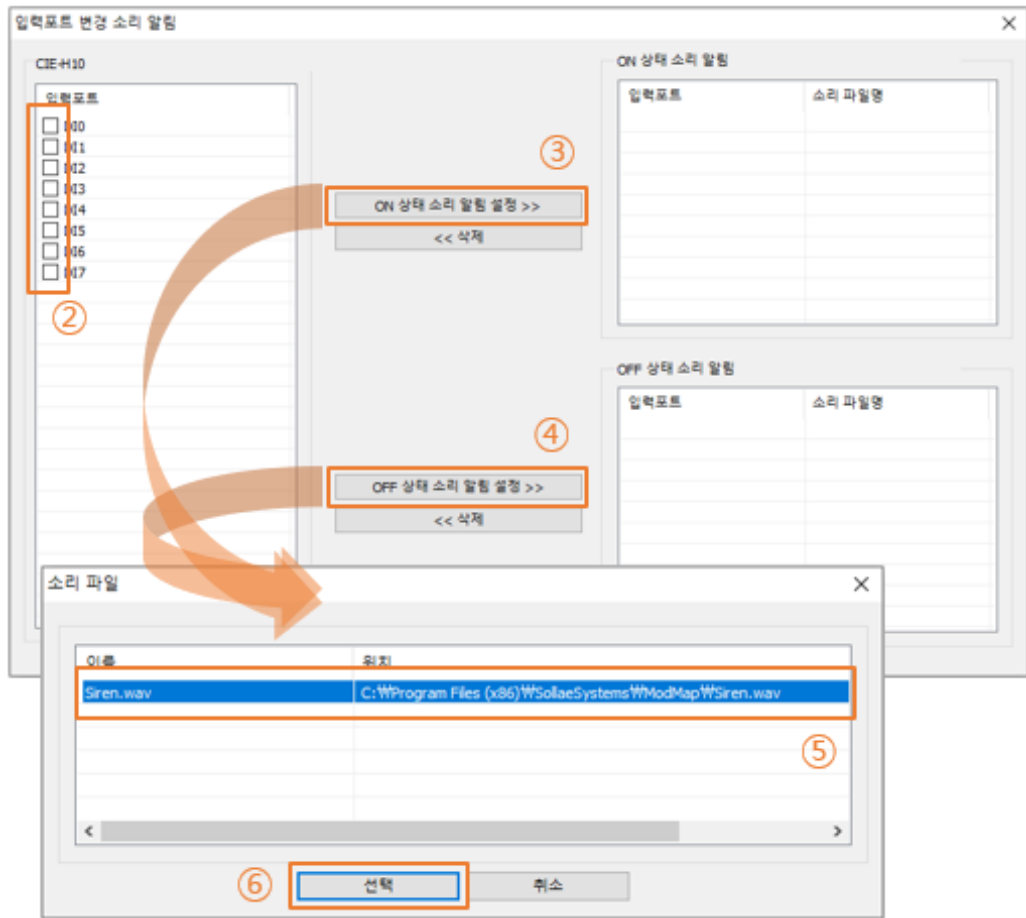 입력포트 변경 소리 알림
CIE-H10
입력포트
DI0
DI1
DI2
DI3
DI4
DI5
DI6
DI7
②
③
ON 상태 소리 알림 설정 >>
<< 삭제
④
OFF 상태 소리 알림 설정 >>
<< 삭제
ON 상태 소리 알림
입력포트 소리 파일명
OFF 상태 소리 알림
입력포트 소리 파일명
소리 파일
이름 위치
Siren.wav C:₩Program Files (x86)₩SollaeSystems₩ModMap₩Siren.wav
⑤
⑥
선택 취소